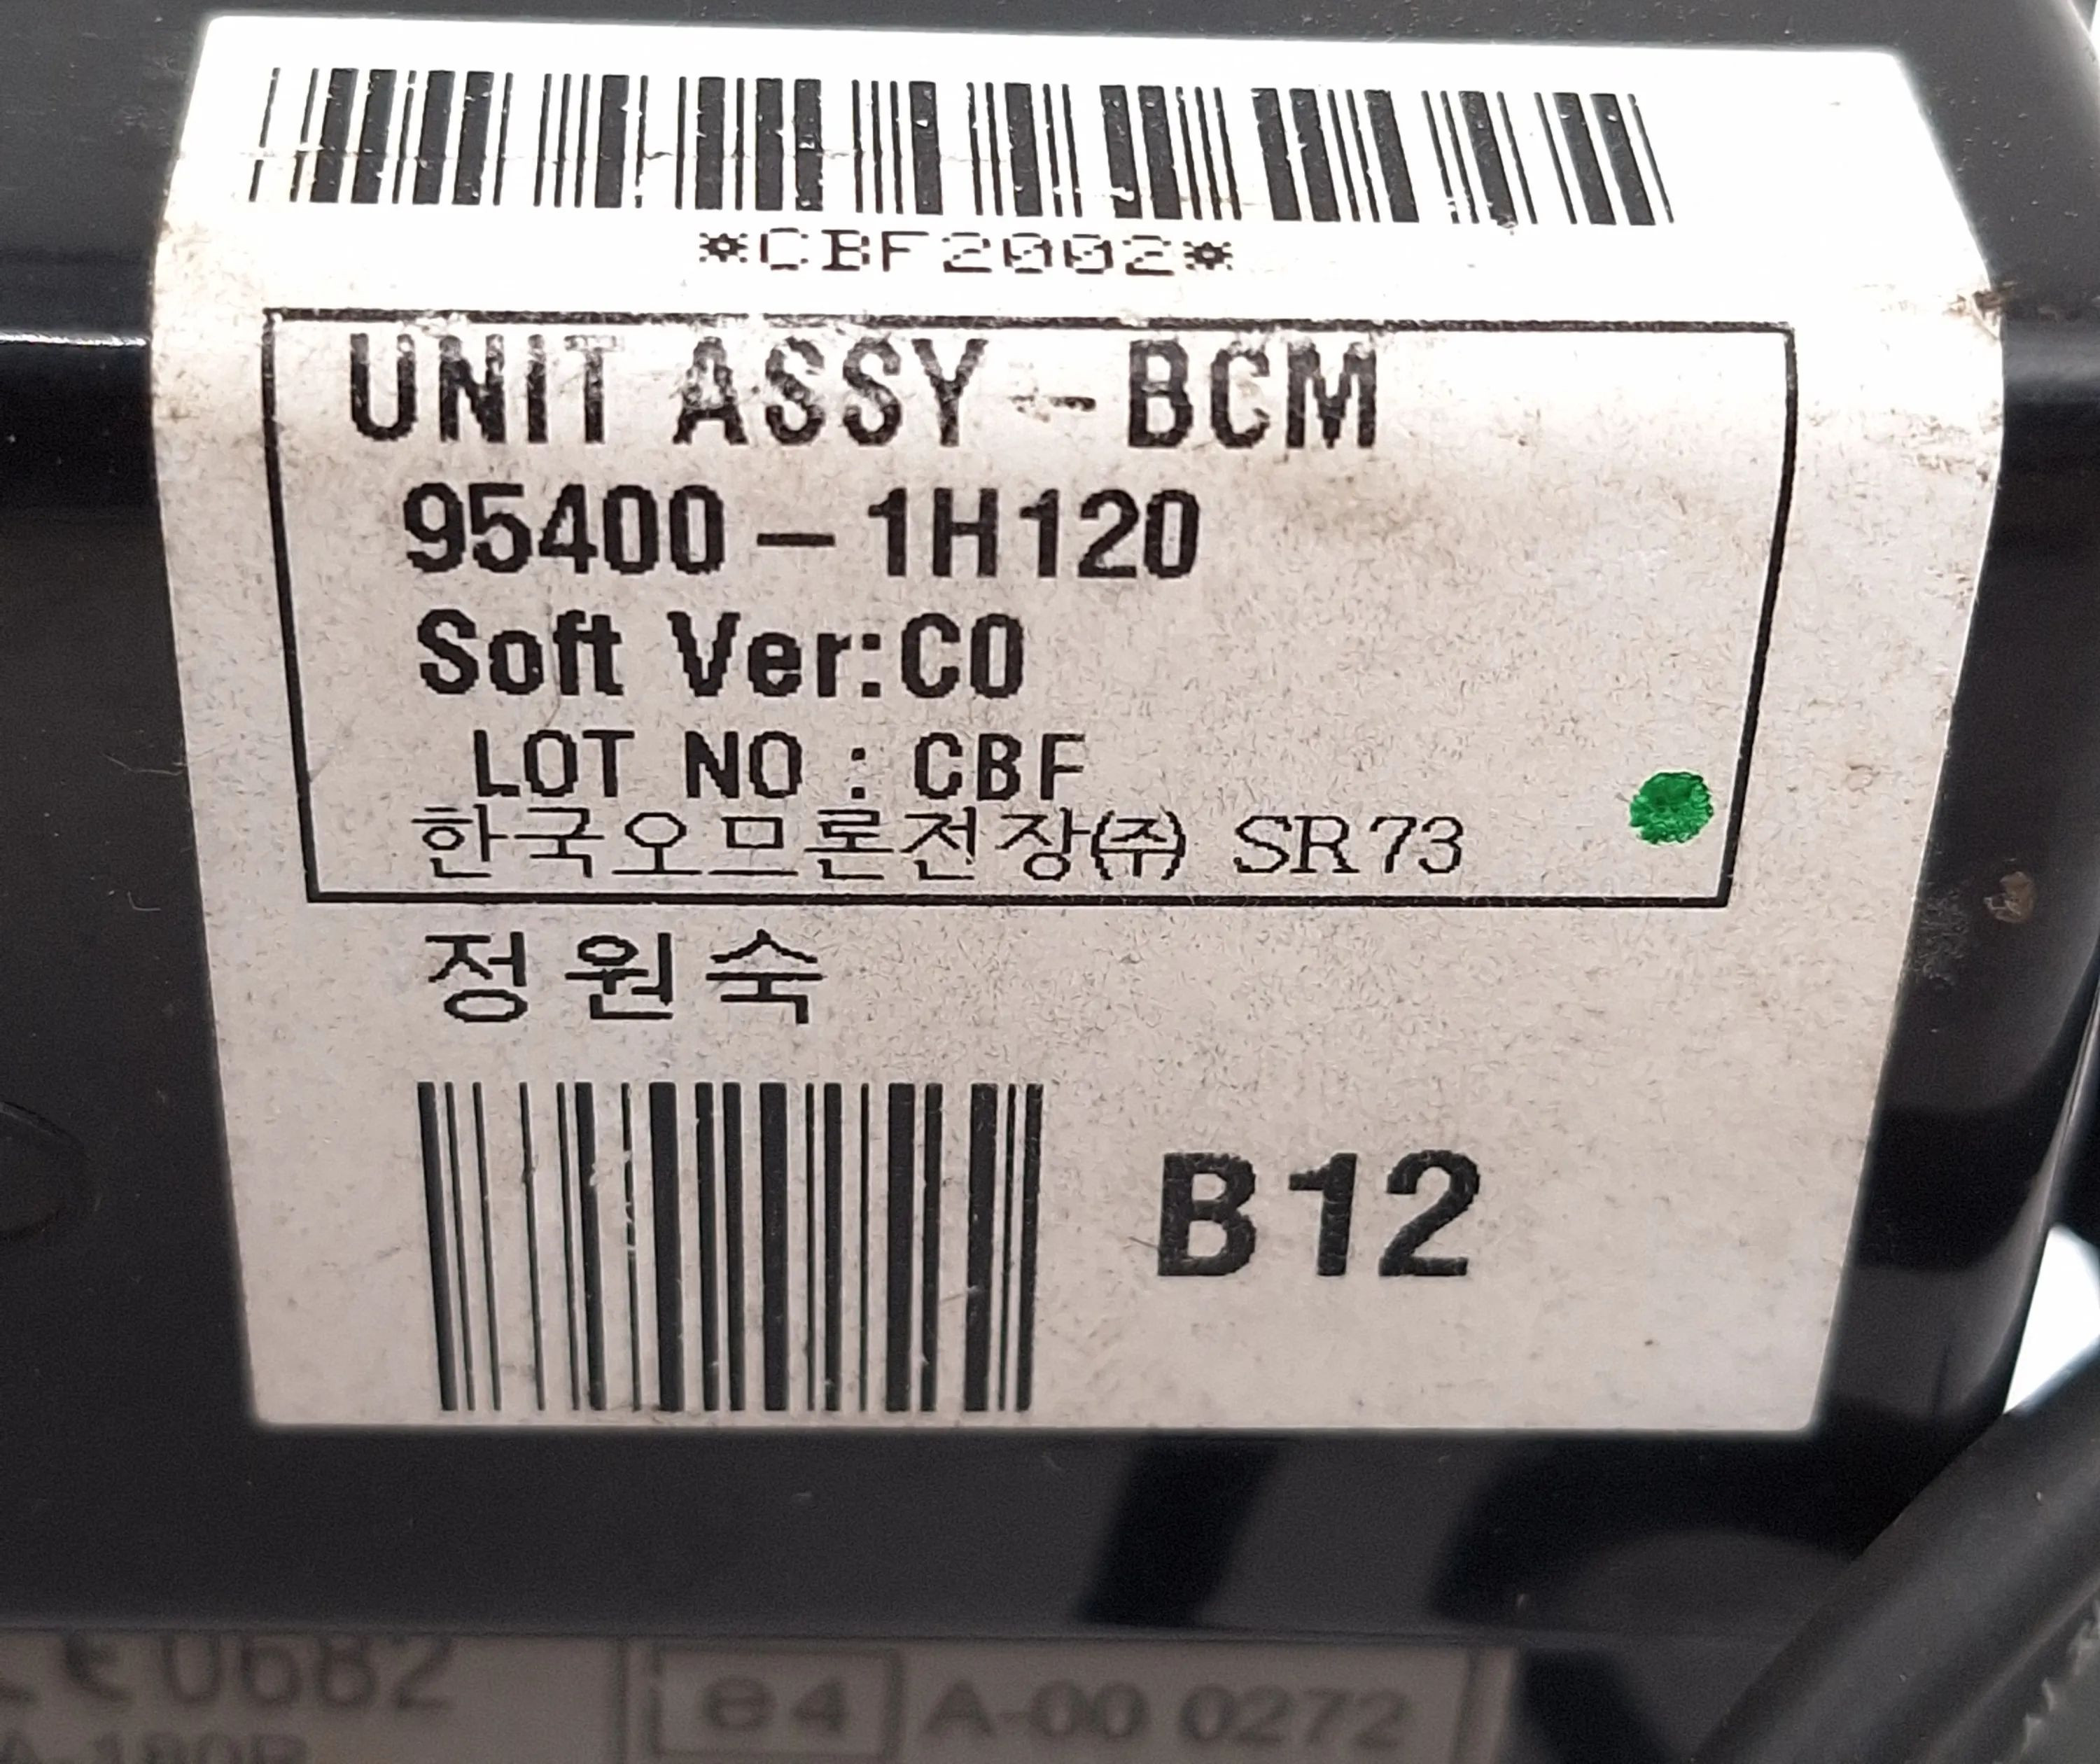 *CBF2002*
UNIT ASSY - BCM
95400 - 1H120
Soft Ver:C0
LOT NO : CBF
한국오므론전장(주) SR73
정원숙
B12
CE0682
e4 A-00 0272